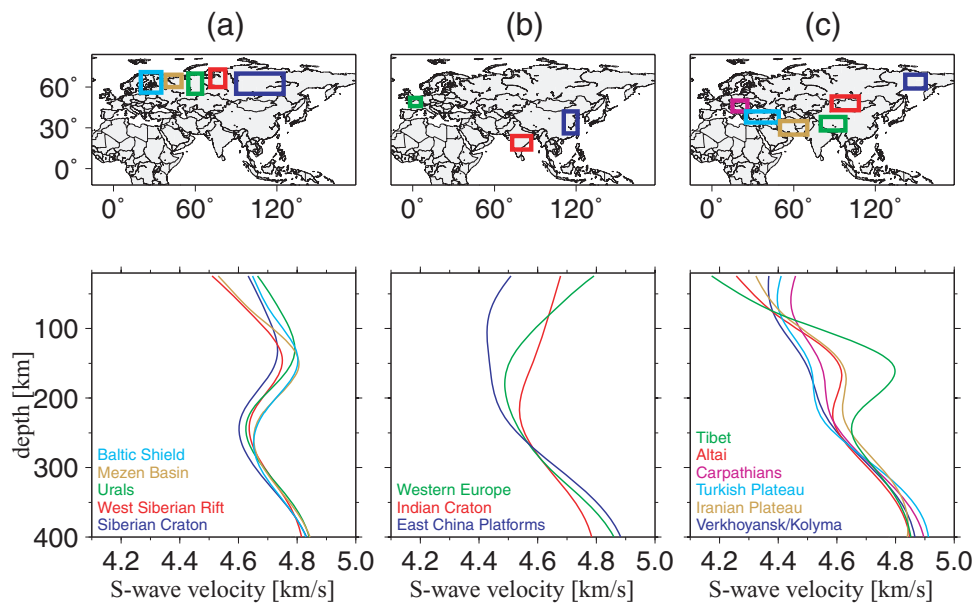 (a)
(b)
(c)
60°
30°
0°
0° 60° 120°
0° 60° 120°
0° 60° 120°
depth [km]
100
200
300
400
Baltic Shield
Mezen Basin
Urals
West Siberian Rift
Siberian Craton
Western Europe
Indian Craton
East China Platforms
Tibet
Altai
Carpathians
Turkish Plateau
Iranian Plateau
Verkhoyansk/Kolyma
4.2 4.4 4.6 4.8 5.0
4.2 4.4 4.6 4.8 5.0
4.2 4.4 4.6 4.8 5.0
S-wave velocity [km/s]
S-wave velocity [km/s]
S-wave velocity [km/s]